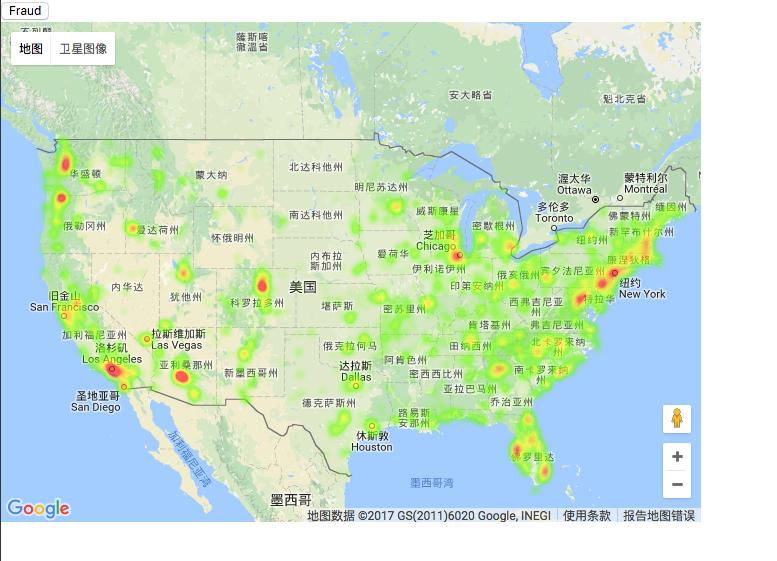 Fraud
地图 卫星图像
萨斯喀
彻温省
安大略省
魁北克省
华盛顿
蒙大纳
北达科他州
明尼苏达州
渥太华
Ottawa
蒙特利尔
Montréal
缅因州
多伦多
Toronto
佛蒙特州
新罕布什尔州
俄勒冈州
爱达荷州
南达科他州
威斯康星
密歇根州
纽约州
怀俄明州
芝加哥
Chicago
内布拉
斯加州
爱荷华
康涅狄格
宾夕法尼亚州
俄亥俄州
伊利诺伊州
印第安纳州
纽约
New York
内华达
犹他州
美国
旧金山
San Francisco
科罗拉多州
堪萨斯
密苏里州
西弗吉尼亚
州
特拉华
肯塔基州
弗吉尼亚州
加利福尼亚州
拉斯维加斯
Las Vegas
洛杉矶
Los Angeles
俄克拉何马
田纳西州
北卡罗来纳
州
亚利桑那州
新墨西哥州
达拉斯
Dallas
阿肯色州
密西西比州
南卡罗来纳
州
圣地亚哥
San Diego
亚拉巴马州
乔治亚州
德克萨斯州
路易斯
安那州
休斯敦
Houston
佛罗里达
加利福尼亚湾
墨西哥湾
墨西哥
Google
地图数据 ©2017 GS(2011)6020 Google, INEGI 使用条款 报告地图错误